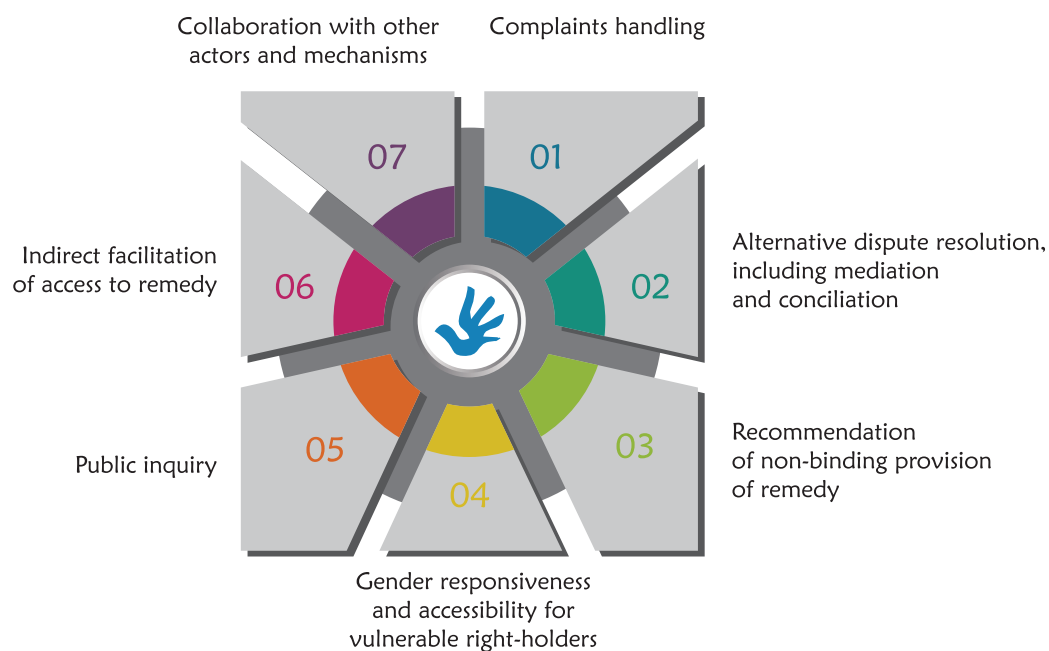 Collaboration with other
actors and mechanisms
Complaints handling
07
01
Indirect facilitation
of access to remedy
06
02
Alternative dispute resolution,
including mediation
and conciliation
Public inquiry
05
03
Recommendation
of non-binding provision
of remedy
04
Gender responsiveness
and accessibility for
vulnerable right-holders